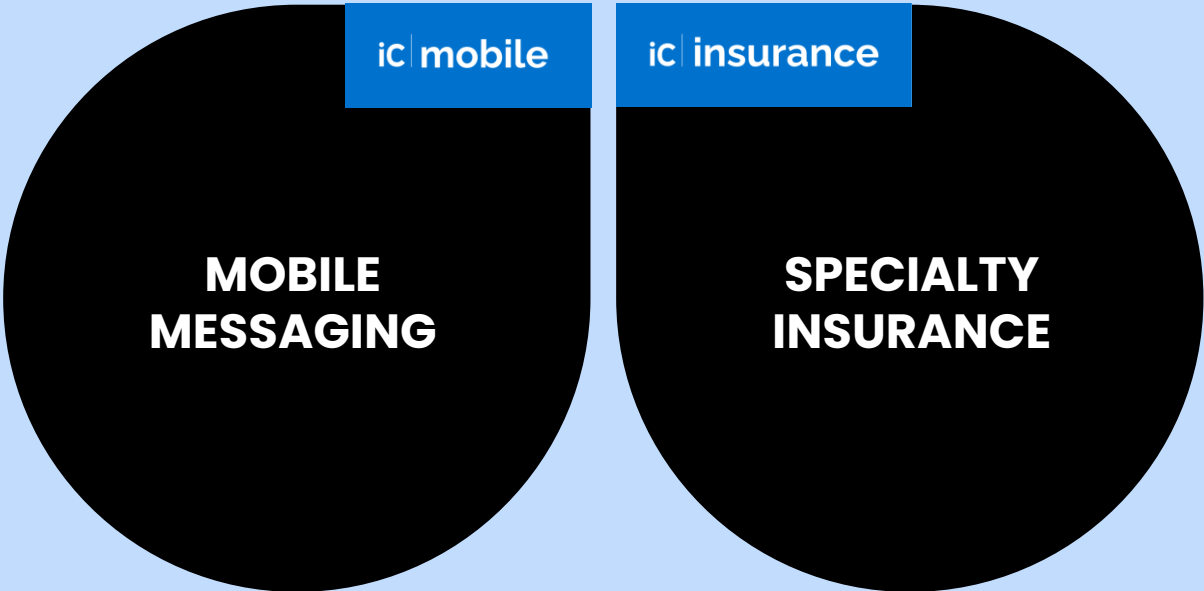 iC mobile
iC insurance
MOBILE
MESSAGING
SPECIALTY
INSURANCE